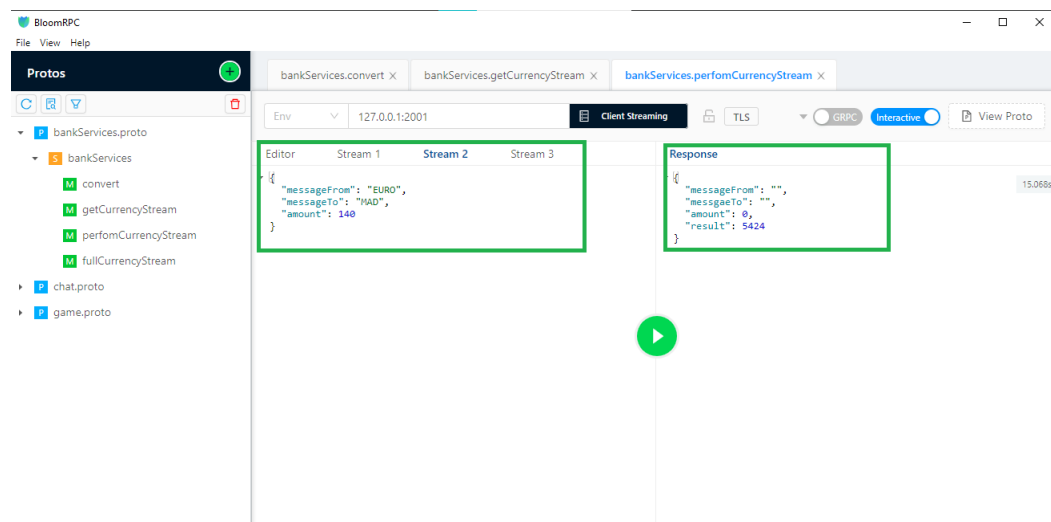 BloomRPC
File View Help
Protos
bankServices.convert
bankServices.getCurrencyStream
bankServices.perfomCurrencyStream
Env
127.0.0.1:2001
Client Streaming
TLS
GRPC
Interactive
View Proto
P bankServices.proto
S bankServices
M convert
M getCurrencyStream
M perfomCurrencyStream
M fullCurrencyStream
P chat.proto
P game.proto
Editor Stream 1 Stream 2 Stream 3
{
"messageFrom": "EURO",
"messageTo": "MAD",
"amount": 140
}
Response
{
"messageFrom": "",
"messgaeTo": "",
"amount": 0,
"result": 5424
}
15.068s